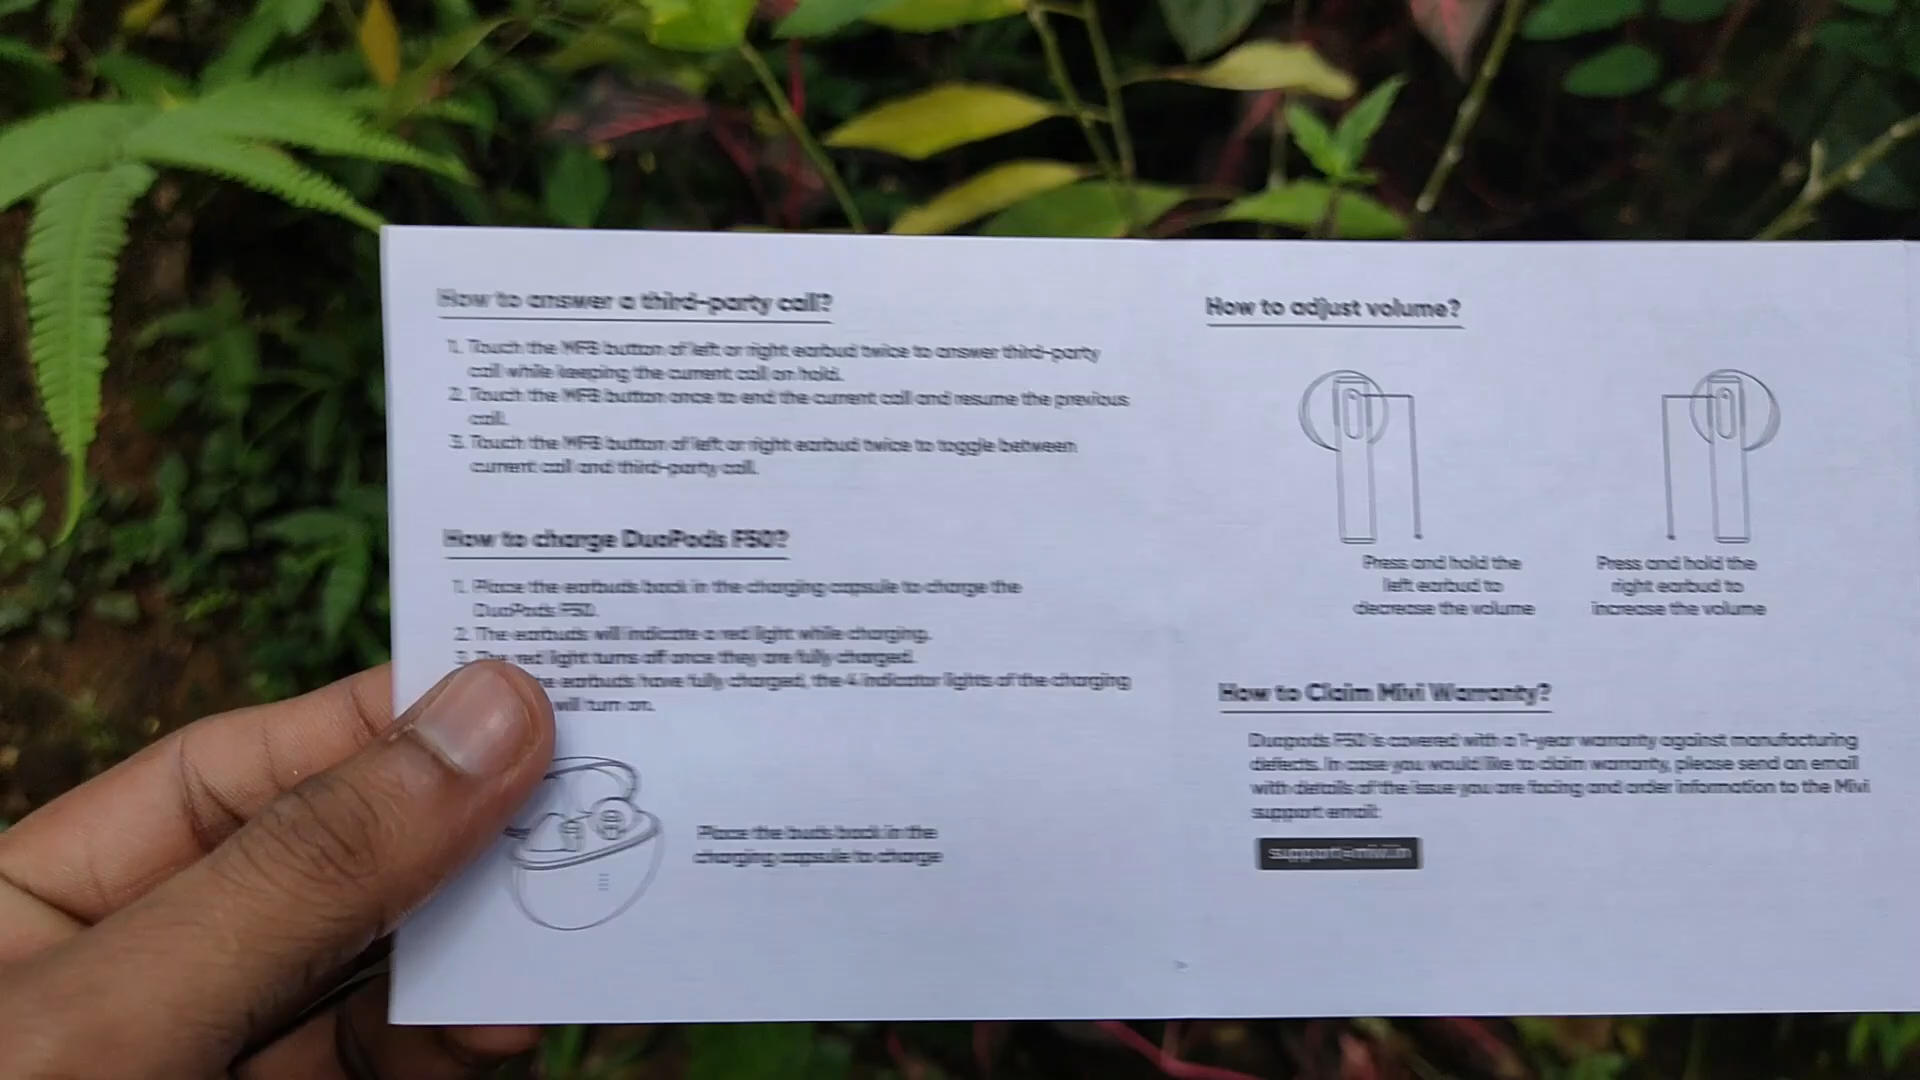 How to answer a third-party call?
1. Touch the MFB button of left or right earbud twice to answer third-party
call while keeping the current call on hold.
2. Touch the MFB button once to end the current call and resume the previous
call.
3. Touch the MFB button of left or right earbud twice to toggle between
current call and third-party call.
How to charge DuoPods F50?
1. Place the earbuds back in the charging capsule to charge the
DuoPods F50.
2. The earbuds will indicate a red light while charging.
3. The red light turns off once they are fully charged.
earbuds have fully charged, the 4 indicator lights of the charging
will turn on.
Place the buds back in the
charging capsule to charge
How to adjust volume?
Press and hold the
left earbud to
decrease the volume
Press and hold the
right earbud to
increase the volume
How to Claim Mivi Warranty?
Duopods F50 is covered with a 1-year warranty against manufacturing
defects. In case you would like to claim warranty, please send an email
with details of the issue you are facing and order information to the Mivi
support email:
support@mivi.in